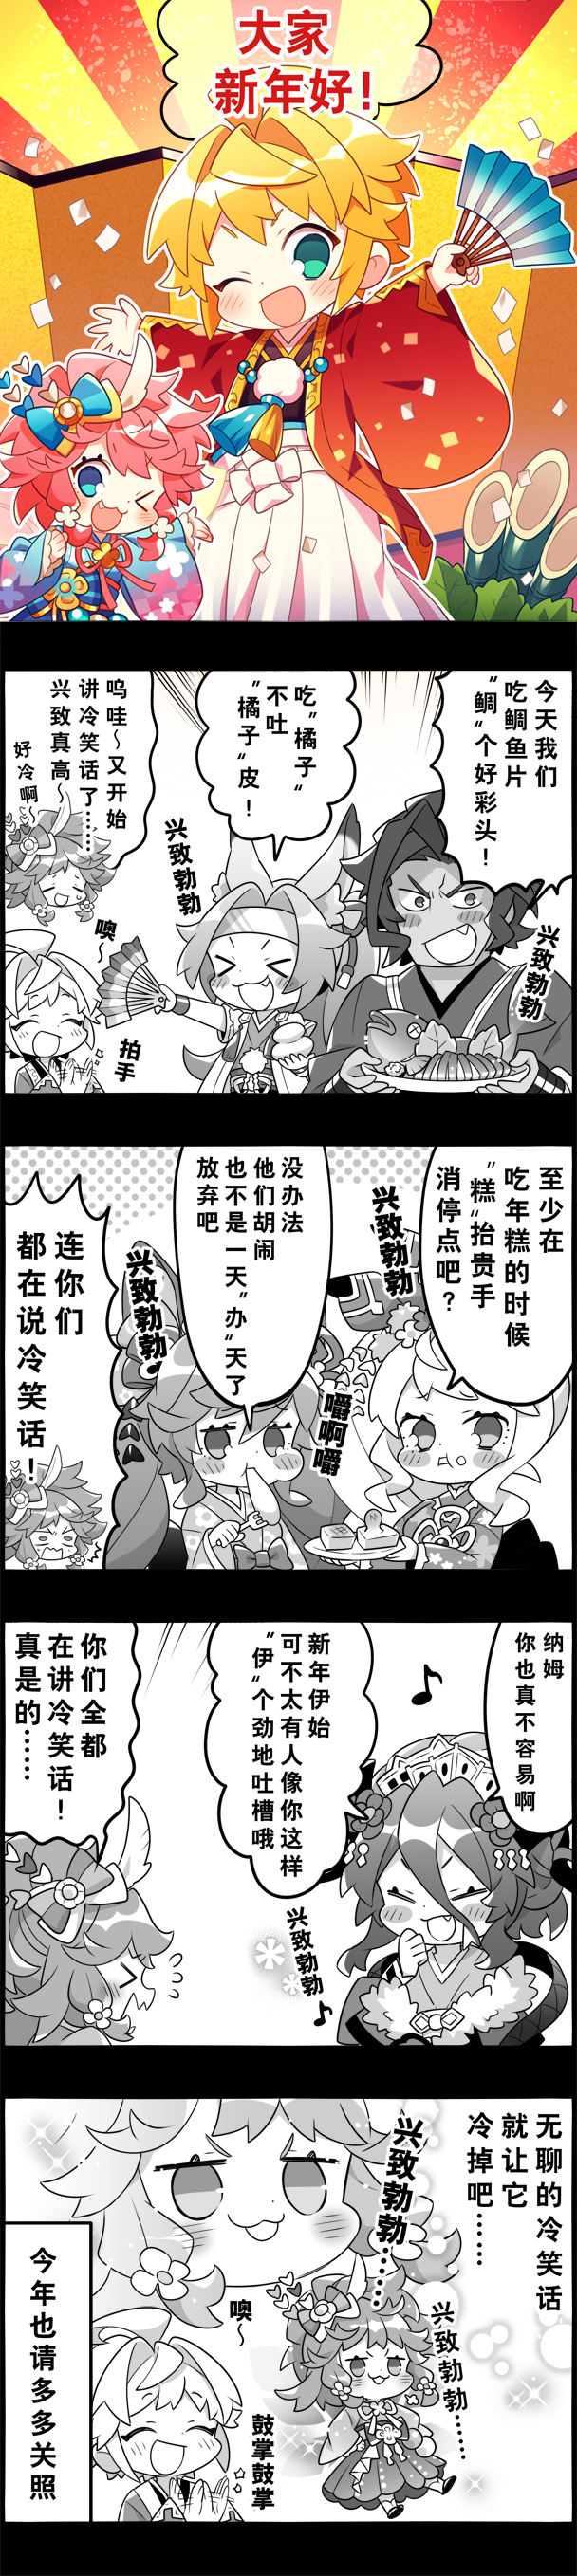 大家
新年好！
今天我们
吃鲷鱼片
“鲷“个好彩头！
兴致勃勃
吃“橘子“
不吐
“橘子“皮！
兴致勃勃
呜哇～又开始
讲冷笑话了……
兴致真高～
好冷啊～
噢～
拍手
至少在
吃年糕的时候
“糕“抬贵手
消停点吧？
兴致勃勃
嚼啊嚼
没办法
他们胡闹
也不是一天”办“天了
放弃吧
兴致勃勃
连你们
都在说冷笑话！
纳姆
你也真不容易啊
新年伊始
可不太有人像你这样
“伊“个劲地吐槽哦
兴致勃勃
你们全都
在讲冷笑话！
真是的……
无聊的冷笑话
就让它
冷掉吧……
兴致勃勃……
兴致勃勃……
噢～
鼓掌鼓掌
今年也请多多关照